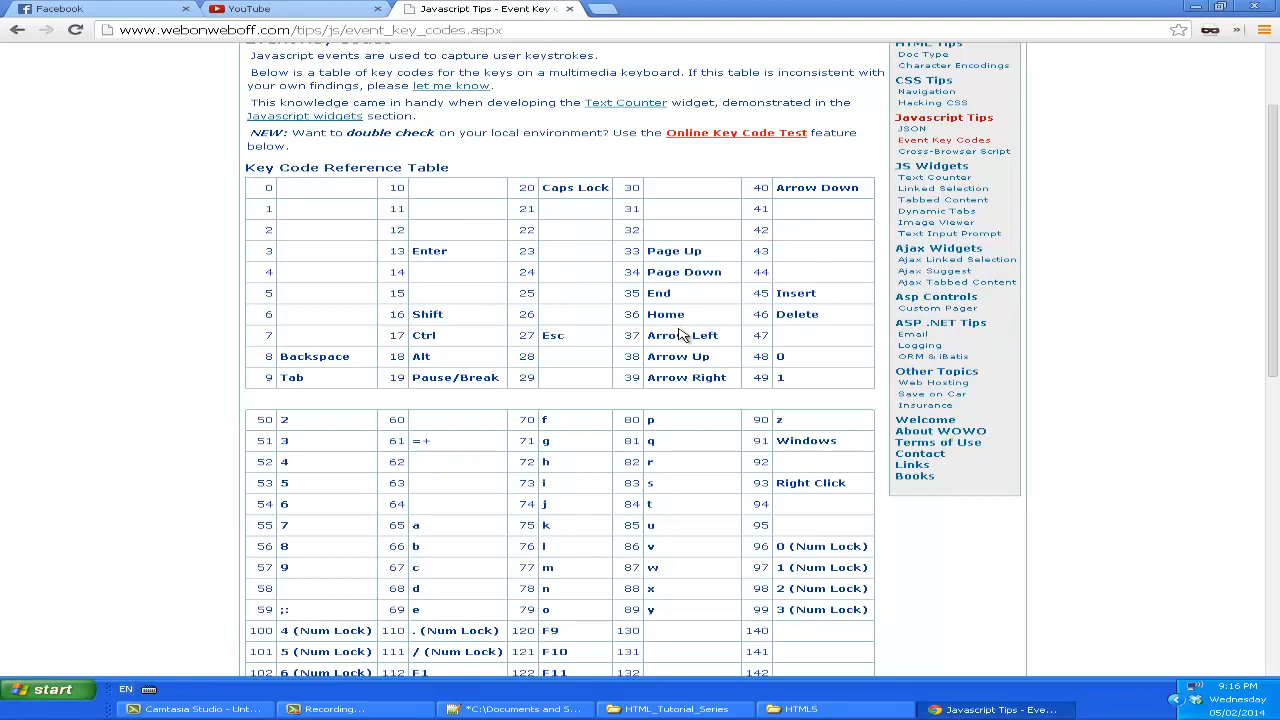 Facebook × YouTube × Javascript Tips - Event Key C ×
www.webonweboff.com/tips/js/event_key_codes.aspx
Javascript events are used to capture user keystrokes.
Below is a table of key codes for the keys on a multimedia keyboard. If this table is inconsistent with
your own findings, please let me know.
This knowledge came in handy when developing the Text Counter widget, demonstrated in the
Javascript widgets section.
NEW: Want to double check on your local environment? Use the Online Key Code Test feature
below.
Key Code Reference Table
0 10 20 Caps Lock 30 40 Arrow Down
1 11 21 31 41
2 12 22 32 42
3 13 Enter 23 33 Page Up 43
4 14 24 34 Page Down 44
5 15 25 35 End 45 Insert
6 16 Shift 26 36 Home 46 Delete
7 17 Ctrl 27 Esc 37 Arrow Left 47
8 Backspace 18 Alt 28 38 Arrow Up 48 0
9 Tab 19 Pause/Break 29 39 Arrow Right 49 1
50 2 60 70 f 80 p 90 z
51 3 61 =+ 71 g 81 q 91 Windows
52 4 62 72 h 82 r 92
53 5 63 73 i 83 s 93 Right Click
54 6 64 74 j 84 t 94
55 7 65 a 75 k 85 u 95
56 8 66 b 76 l 86 v 96 0 (Num Lock)
57 9 67 c 77 m 87 w 97 1 (Num Lock)
58 68 d 78 n 88 x 98 2 (Num Lock)
59 ;: 69 e 79 o 89 y 99 3 (Num Lock)
100 4 (Num Lock) 110 . (Num Lock) 120 F9 130 140
101 5 (Num Lock) 111 / (Num Lock) 121 F10 131 141
102 6 (Num Lock) 112 F1 122 F11 132 142
HTML Tips
Doc Type
Character Encodings
CSS Tips
Navigation
Hacking CSS
Javascript Tips
JSON
Event Key Codes
Cross-Browser Script
JS Widgets
Text Counter
Linked Selection
Tabbed Content
Dynamic Tabs
Image Viewer
Text Input Prompt
Ajax Widgets
Ajax Linked Selection
Ajax Suggest
Ajax Tabbed Content
Asp Controls
Custom Pager
ASP .NET Tips
Email
Logging
ORM & iBatis
Other Topics
Web Hosting
Save on Car
Insurance
Welcome
About WOWO
Terms of Use
Contact
Links
Books
start EN 9:16 PM
Wednesday
05/02/2014
Camtasia Studio - Unt... Recording... *C:\Documents and S... HTML_Tutorial_Series HTML5 Javascript Tips - Eve...